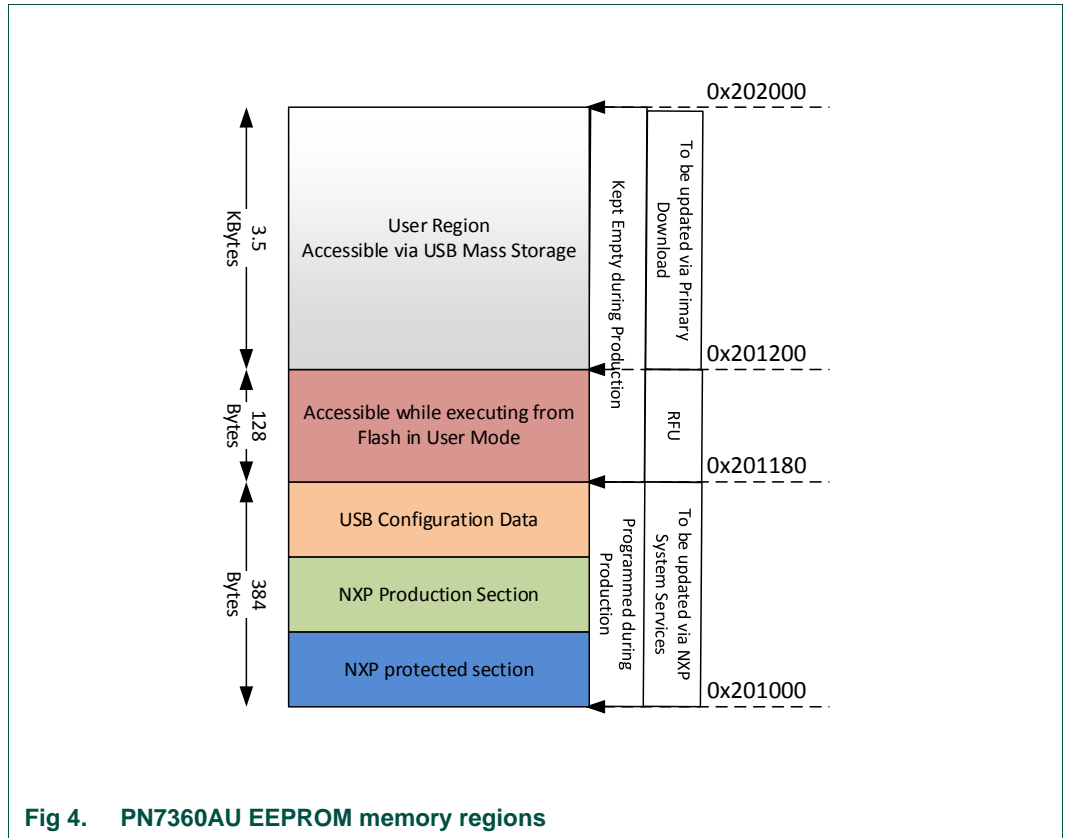 0x202000
3.5
KBytes
User Region
Accessible via USB Mass Storage
Kept Empty during Production
To be updated via Primary
Download
0x201200
128
Bytes
Accessible while executing from
Flash in User Mode
RFU
0x201180
384
Bytes
USB Configuration Data
NXP Production Section
NXP protected section
Programmed during
Production
To be updated via NXP
System Services
0x201000
Fig 4. PN7360AU EEPROM memory regions